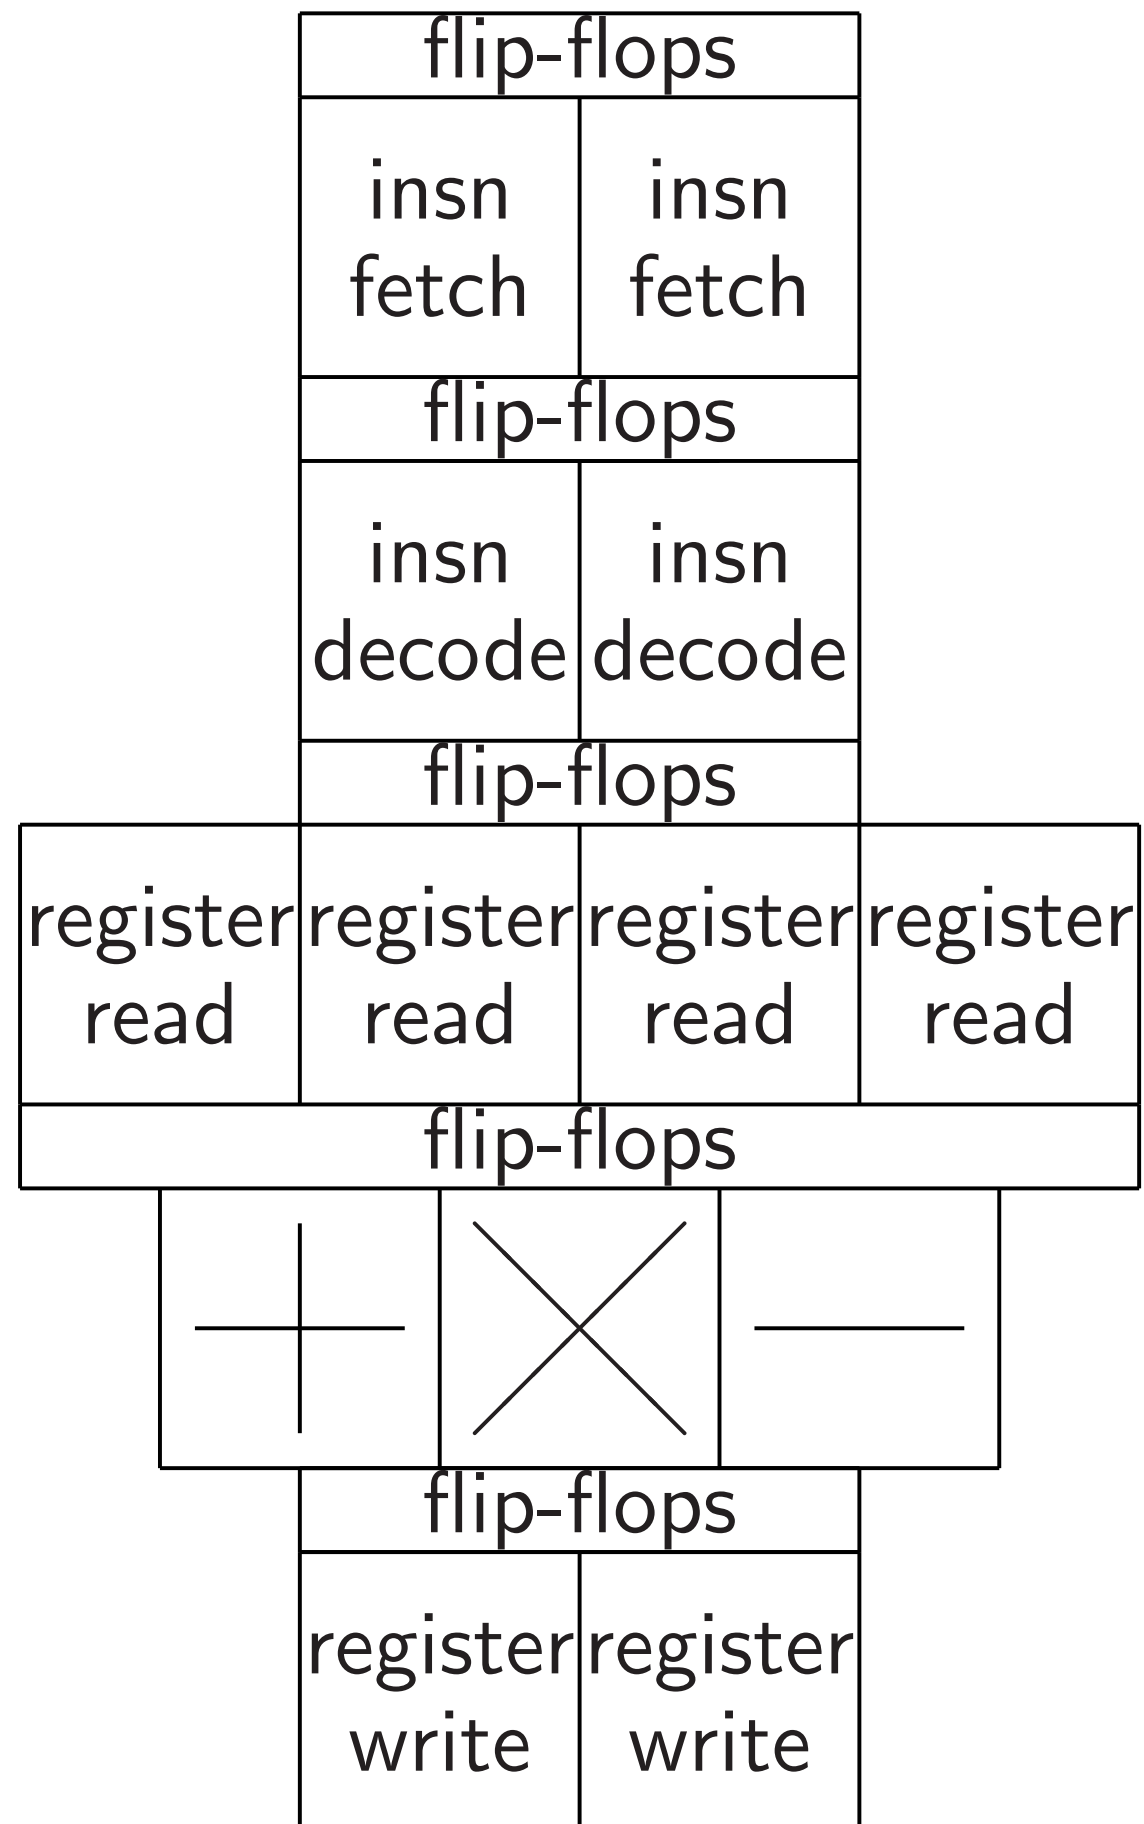 flip-flops
insn insn
fetch fetch
flip-flops
insn insn
decode decode
flip-flops
register register register register
read read read read
flip-flops
flip-flops
register register
write write